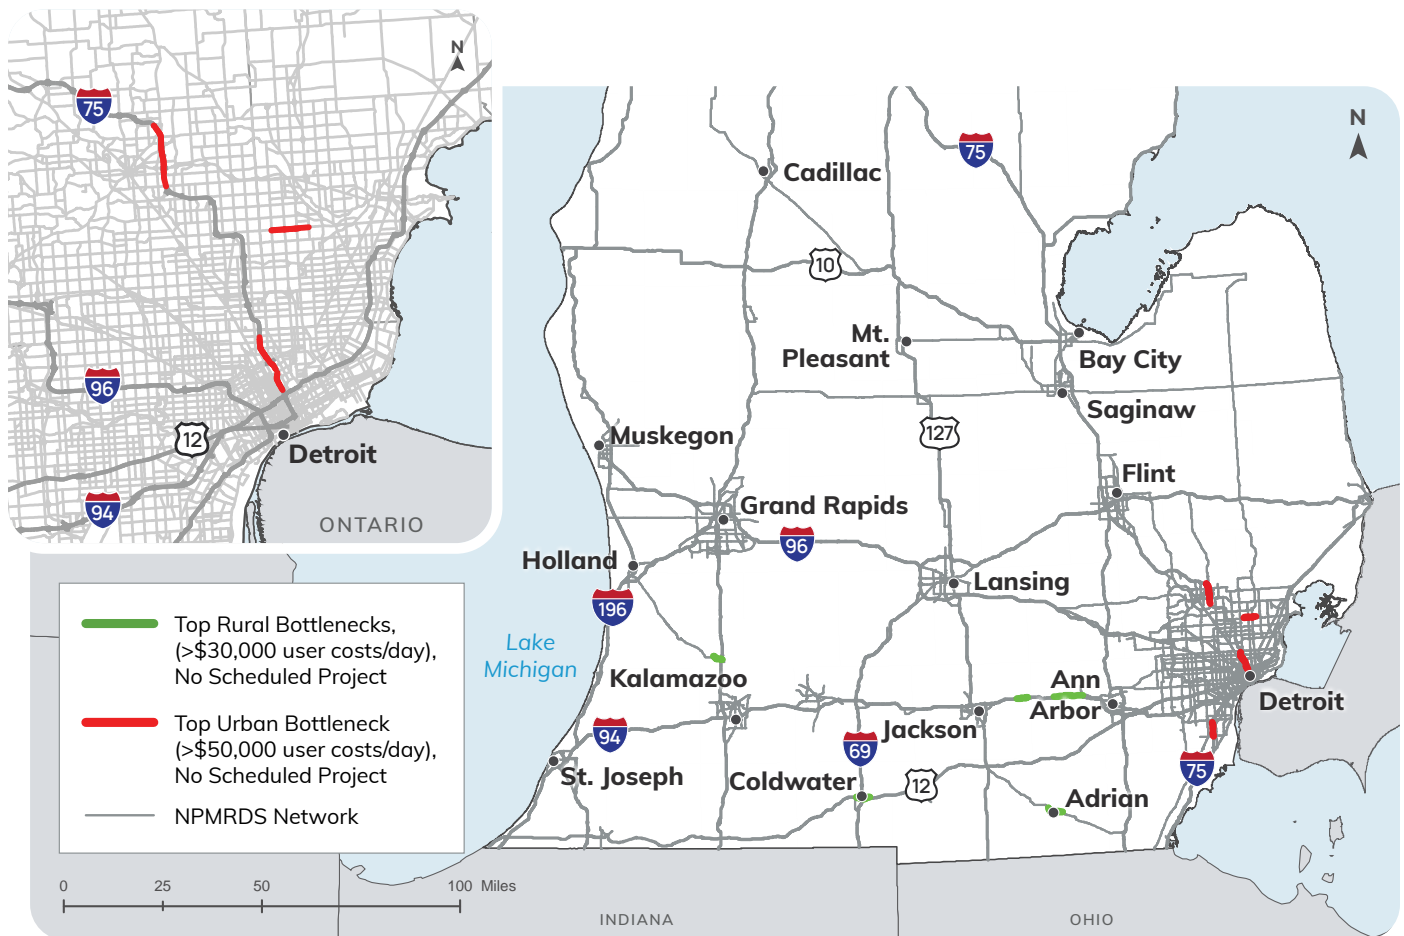 N
75
96
12
94
Detroit
ONTARIO
N
75
Cadillac
10
Mt.
Pleasant
Bay City
Saginaw
127
Muskegon
Flint
Grand Rapids
96
Holland
Lansing
196
Lake
Michigan
Kalamazoo
Ann
Arbor
Detroit
Jackson
94
69
75
St. Joseph
Coldwater
12
Adrian
Top Rural Bottlenecks,
(>$30,000 user costs/day),
No Scheduled Project
Top Urban Bottleneck
(>$50,000 user costs/day),
No Scheduled Project
NPMRDS Network
0 25 50 100 Miles
INDIANA
OHIO